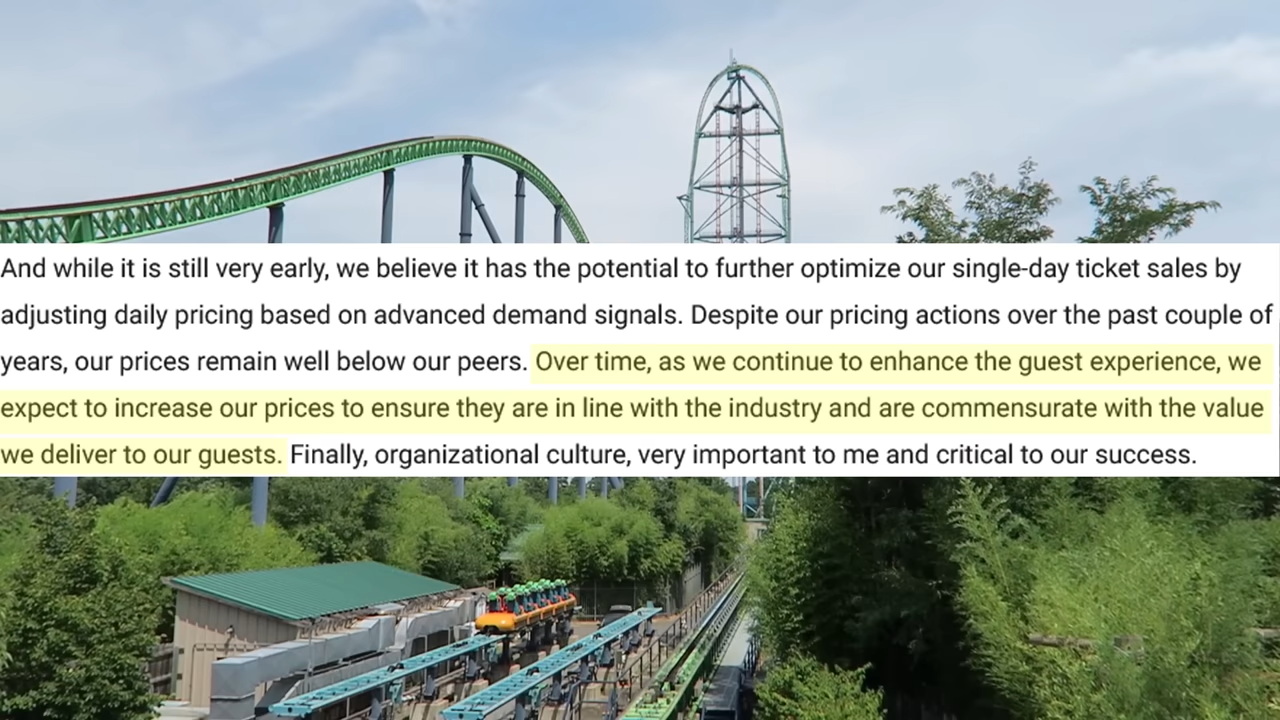 And while it is still very early, we believe it has the potential to further optimize our single-day ticket sales by
adjusting daily pricing based on advanced demand signals. Despite our pricing actions over the past couple of
years, our prices remain well below our peers. Over time, as we continue to enhance the guest experience, we
expect to increase our prices to ensure they are in line with the industry and are commensurate with the value
we deliver to our guests. Finally, organizational culture, very important to me and critical to our success.